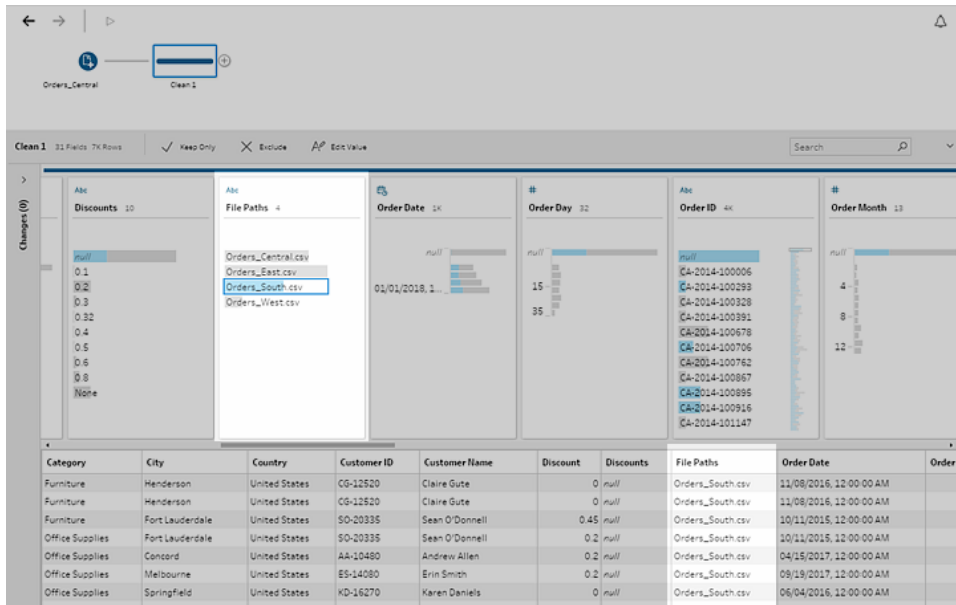 Orders_Central
Clean 1
Clean 1 31 Fields 7K Rows Keep Only Exclude Edit Value Search
Changes (0)
Abc
Discounts 10
null
0.1
0.2
0.3
0.32
0.4
0.5
0.6
0.8
None
Abc
File Paths 4
Orders_Central.csv
Orders_East.csv
Orders_South.csv
Orders_West.csv
Order Date 1K
null
01/01/2018, 1...
#
Order Day 32
null
15
35
Abc
Order ID 4K
null
CA-2014-100006
CA-2014-100293
CA-2014-100328
CA-2014-100391
CA-2014-100678
CA-2014-100706
CA-2014-100762
CA-2014-100867
CA-2014-100895
CA-2014-100916
CA-2014-101147
#
Order Month 13
null
4
8
12
Category City Country Customer ID Customer Name Discount Discounts File Paths Order Date Order
Furniture Henderson United States CG-12520 Claire Gute 0 null Orders_South.csv 11/08/2016, 12:00:00 AM
Furniture Henderson United States CG-12520 Claire Gute 0 null Orders_South.csv 11/08/2016, 12:00:00 AM
Furniture Fort Lauderdale United States SO-20335 Sean O'Donnell 0.45 null Orders_South.csv 10/11/2015, 12:00:00 AM
Office Supplies Fort Lauderdale United States SO-20335 Sean O'Donnell 0.2 null Orders_South.csv 10/11/2015, 12:00:00 AM
Office Supplies Concord United States AA-10480 Andrew Allen 0.2 null Orders_South.csv 04/15/2017, 12:00:00 AM
Office Supplies Melbourne United States ES-14080 Erin Smith 0.2 null Orders_South.csv 09/19/2017, 12:00:00 AM
Office Supplies Springfield United States KD-16270 Karen Daniels 0 null Orders_South.csv 06/04/2016, 12:00:00 AM